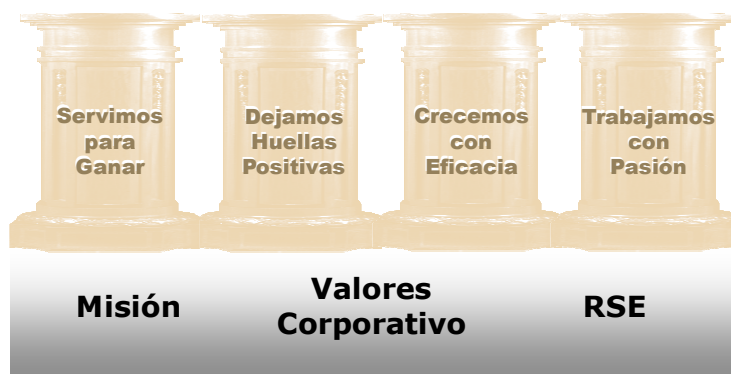 Servimos
para
Ganar
Dejamos
Huellas
Positivas
Crecemos
con
Eficacia
Trabajamos
con
Pasión
Misión
Valores
Corporativo
RSE